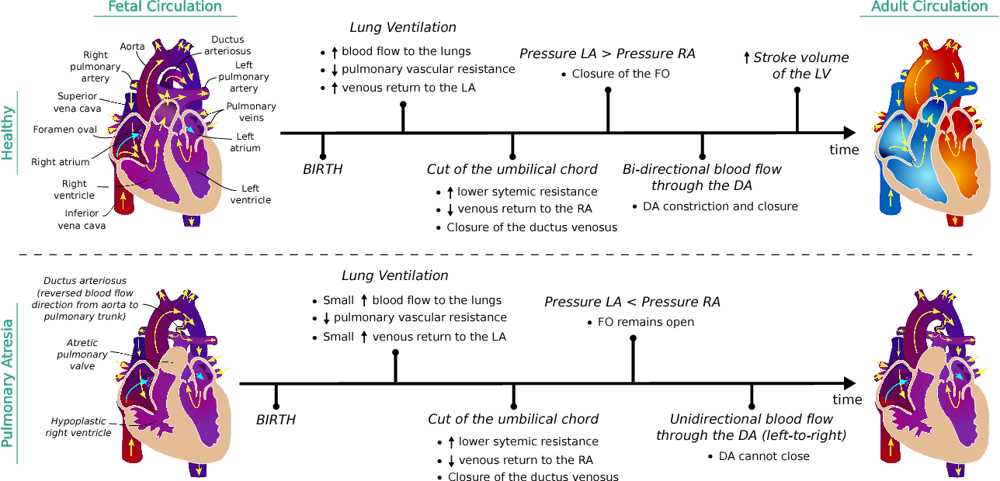 Fetal Circulation
Adult Circulation
Healthy
Aorta
Ductus
arteriosus
Right
pulmonary
artery
Left
pulmonary
artery
Superior
vena cava
Pulmonary
veins
Foramen oval
Left
atrium
Right atrium
Right
ventricle
Left
ventricle
Inferior
vena cava
Lung Ventilation
• ↑ blood flow to the lungs
• ↓ pulmonary vascular resistance
• ↑ venous return to the LA
Pressure LA > Pressure RA
• Closure of the FO
↑ Stroke volume
of the LV
time
BIRTH
Cut of the umbilical chord
• ↑ lower sytemic resistance
• ↓ venous return to the RA
• Closure of the ductus venosus
Bi-directional blood flow
through the DA
• DA constriction and closure
Pulmonary Atresia
Ductus arteriosus
(reversed blood flow
direction from aorta to
pulmonary trunk)
Atretic
pulmonary
valve
Hypoplastic
right ventricle
Lung Ventilation
• Small ↑ blood flow to the lungs
• ↓ pulmonary vascular resistance
• Small ↑ venous return to the LA
Pressure LA < Pressure RA
• FO remains open
time
BIRTH
Cut of the umbilical chord
• ↑ lower sytemic resistance
• ↓ venous return to the RA
• Closure of the ductus venosus
Unidirectional blood flow
through the DA (left-to-right)
• DA cannot close